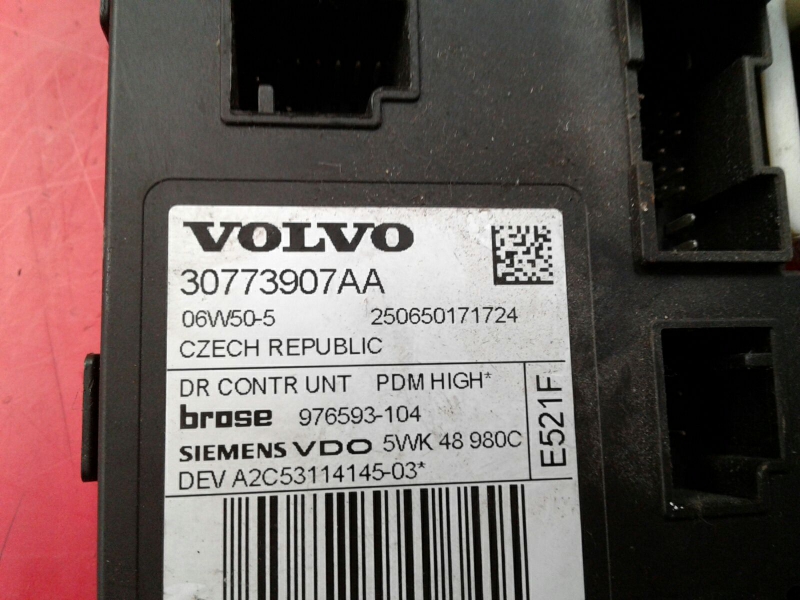 VOLVO
30773907AA
06W50-5 250650171724
CZECH REPUBLIC
DR CONTR UNT PDM HIGH*
brose 976593-104
SIEMENS VDO 5WK 48 980C
DEV A2C53114145-03*
E521F